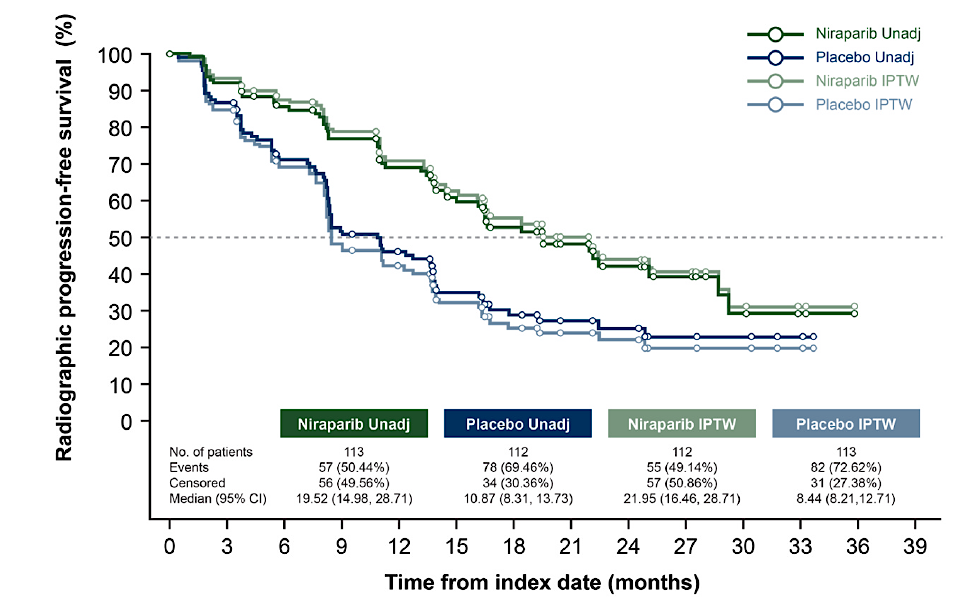 Radiographic progression-free survival (%)
Niraparib Unadj
Placebo Unadj
Niraparib IPTW
Placebo IPTW
100
90
80
70
60
50
40
30
20
10
0
Niraparib Unadj Placebo Unadj Niraparib IPTW Placebo IPTW
No. of patients 113 112 112 113
Events 57 (50.44%) 78 (69.46%) 55 (49.14%) 82 (72.62%)
Censored 56 (49.56%) 34 (30.36%) 57 (50.86%) 31 (27.38%)
Median (95% CI) 19.52 (14.98, 28.71) 10.87 (8.31, 13.73) 21.95 (16.46, 28.71) 8.44 (8.21,12.71)
0 3 6 9 12 15 18 21 24 27 30 33 36 39
Time from index date (months)